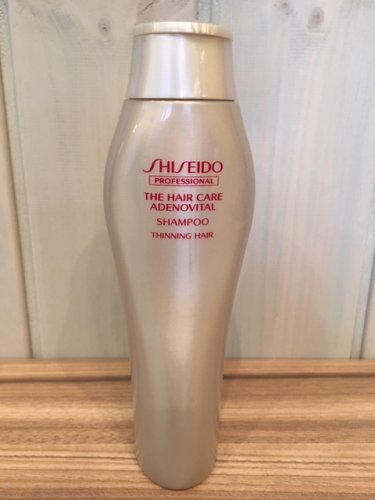 SHISEIDO
PROFESSIONAL
THE HAIR CARE
ADENOVITAL
SHAMPOO
THINNING HAIR